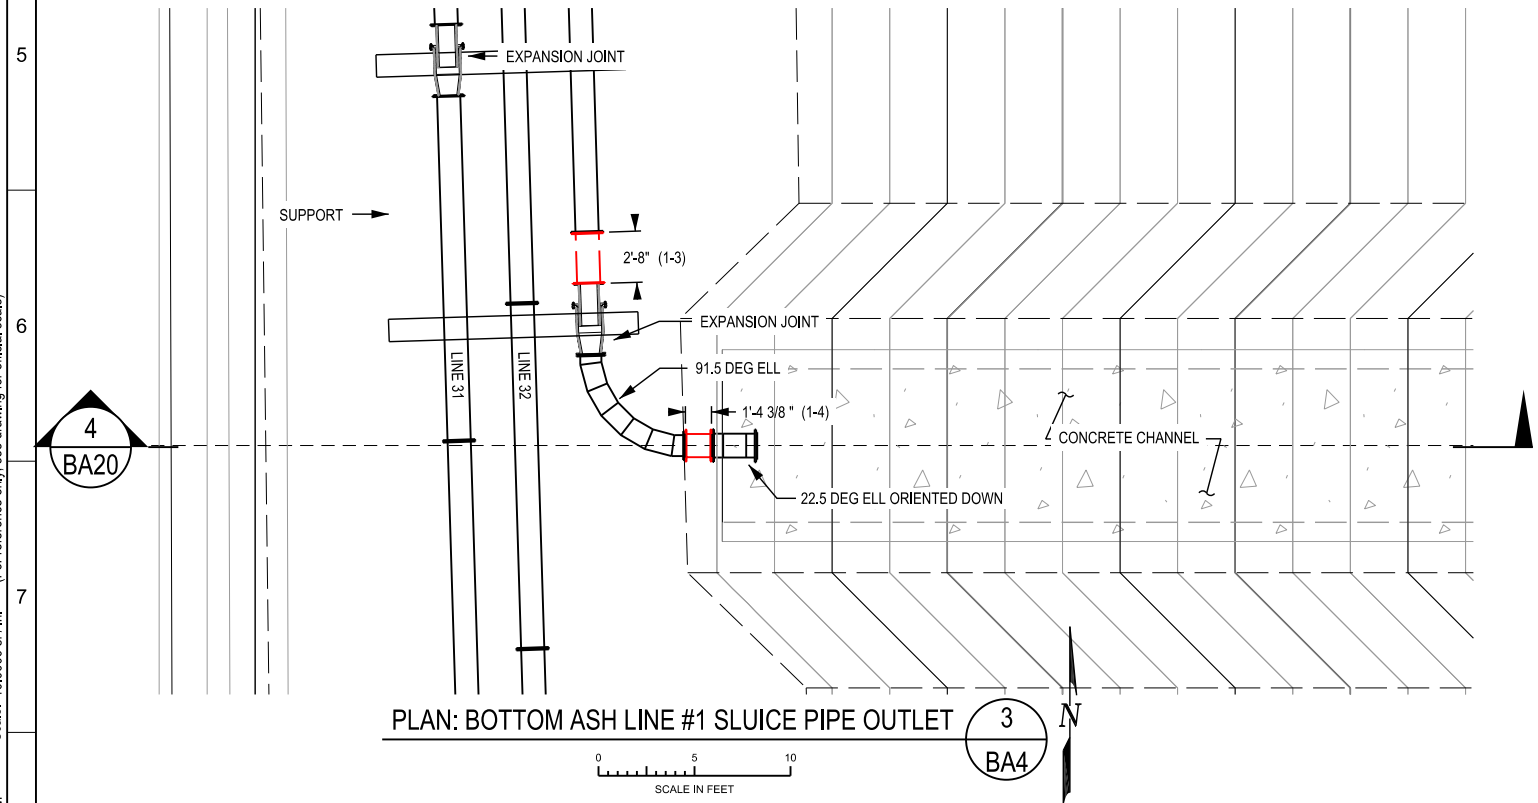 5
EXPANSION JOINT
SUPPORT
2'-8" (1-3)
6
EXPANSION JOINT
LINE 31
LINE 32
91.5 DEG ELL
1'-4 3/8 " (1-4)
4
BA20
CONCRETE CHANNEL
22.5 DEG ELL ORIENTED DOWN
7
PLAN: BOTTOM ASH LINE #1 SLUICE PIPE OUTLET
3
BA4
N
0 5 10
SCALE IN FEET